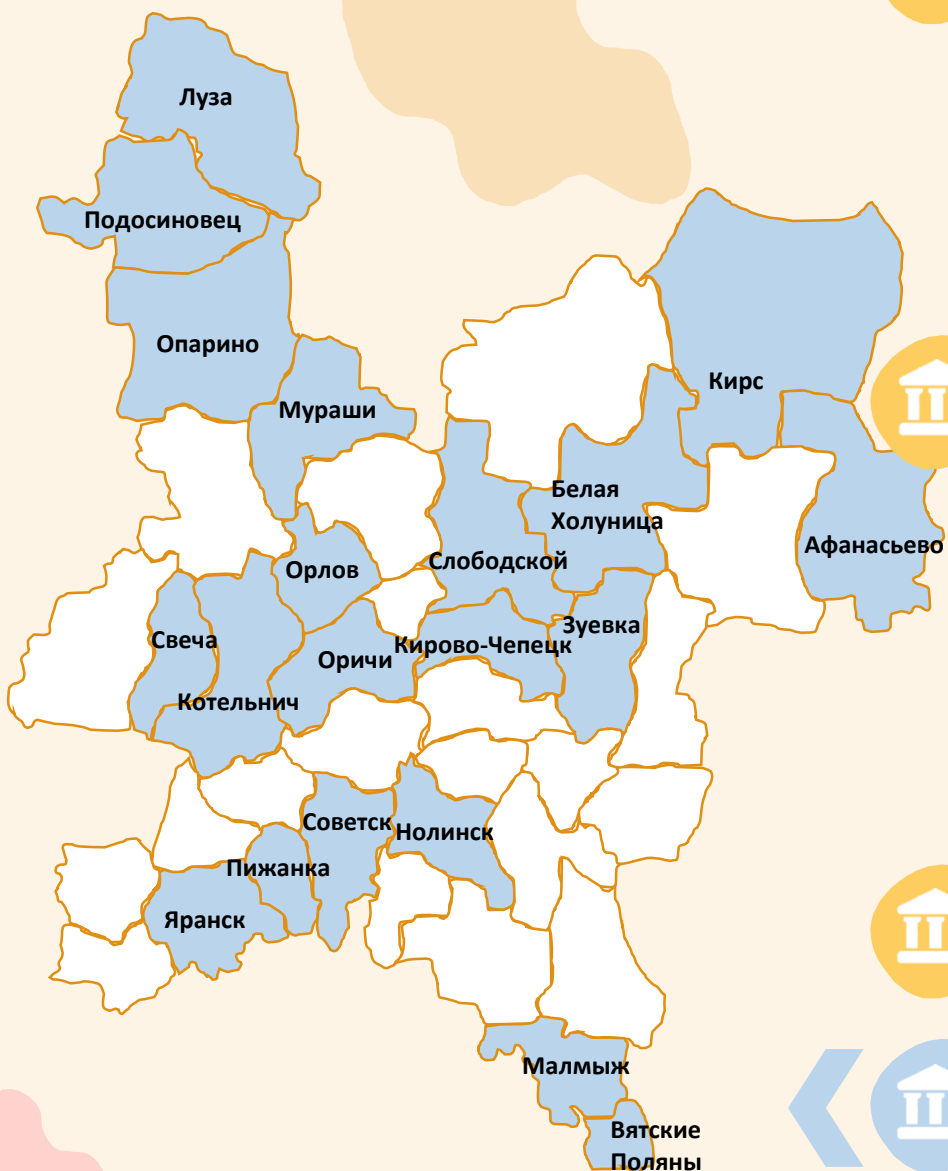 Луза
Подосиновец
Опарино
Кирс
Мураши
Белая
Холуница
Афанасьево
Слободской
Орлов
Зуевка
Свеча
Кирово-Чепецк
Оричи
Котельнич
Советск
Нолинск
Пижанка
Яранск
Малмыж
Вятские
Поляны